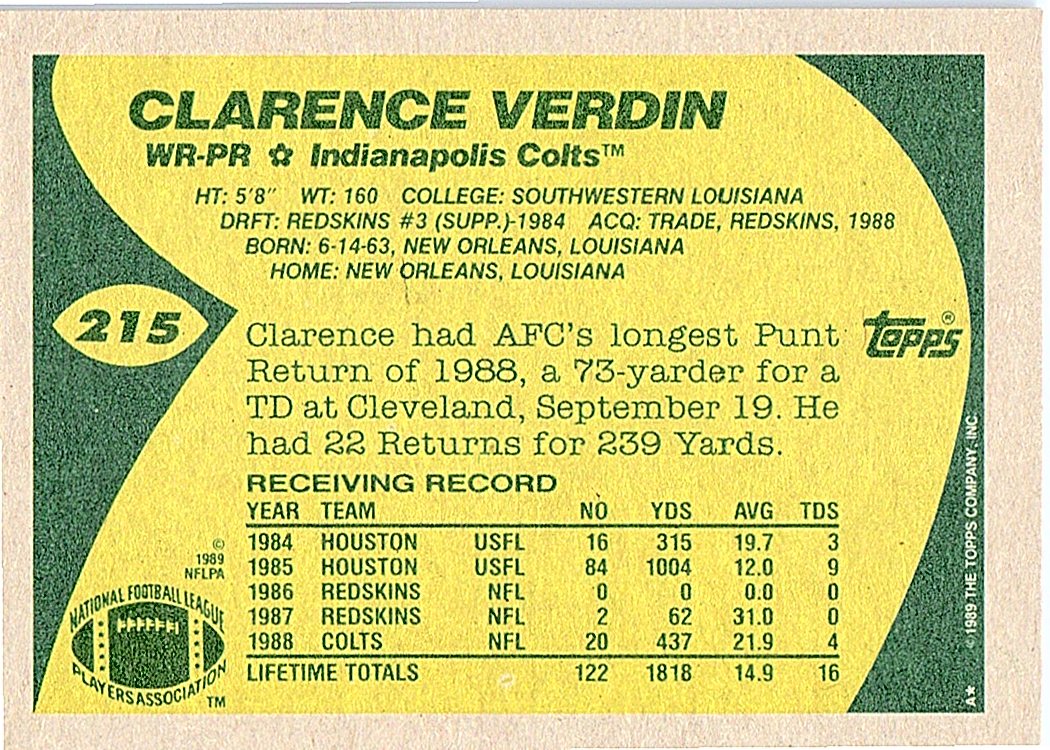 CLARENCE VERDIN
WR-PR ✿ Indianapolis Colts™
HT: 5'8" WT: 160 COLLEGE: SOUTHWESTERN LOUISIANA
DRFT: REDSKINS #3 (SUPP.)-1984 ACQ: TRADE, REDSKINS, 1988
BORN: 6-14-63, NEW ORLEANS, LOUISIANA
HOME: NEW ORLEANS, LOUISIANA
215
Clarence had AFC's longest Punt
Return of 1988, a 73-yarder for a
TD at Cleveland, September 19. He
had 22 Returns for 239 Yards.
topps®
RECEIVING RECORD
YEAR TEAM NO YDS AVG TDS
1984 HOUSTON USFL 16 315 19.7 3
1985 HOUSTON USFL 84 1004 12.0 9
1986 REDSKINS NFL 0 0 0.0 0
1987 REDSKINS NFL 2 62 31.0 0
1988 COLTS NFL 20 437 21.9 4
LIFETIME TOTALS 122 1818 14.9 16
©
1989
NFLPA
NATIONAL FOOTBALL LEAGUE
PLAYERS ASSOCIATION
™
© 1989 THE TOPPS COMPANY, INC.
A*